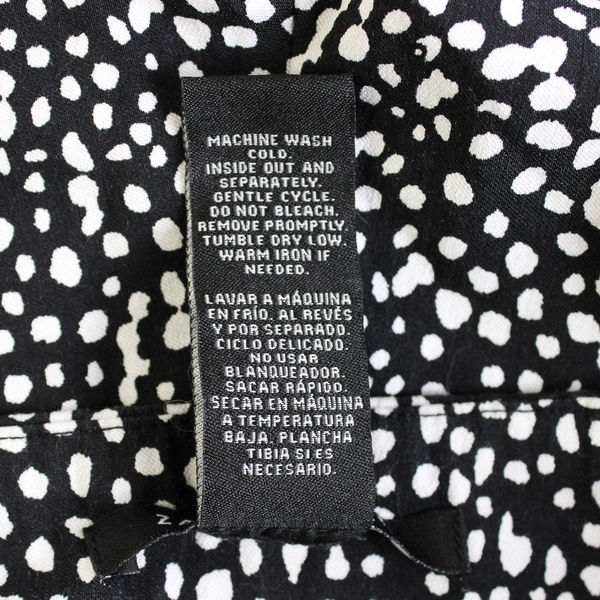 MACHINE WASH
COLD.
INSIDE OUT AND
SEPARATELY.
GENTLE CYCLE.
DO NOT BLEACH.
REMOVE PROMPTLY.
TUMBLE DRY LOW.
WARM IRON IF
NEEDED.
LAVAR A MÁQUINA
EN FRÍO. AL REVÉS
Y POR SEPARADO.
CICLO DELICADO.
NO USAR
BLANQUEADOR.
SACAR RÁPIDO.
SECAR EN MÁQUINA
A TEMPERATURA
BAJA. PLANCHA
TIBIA SI ES
NECESARIO.